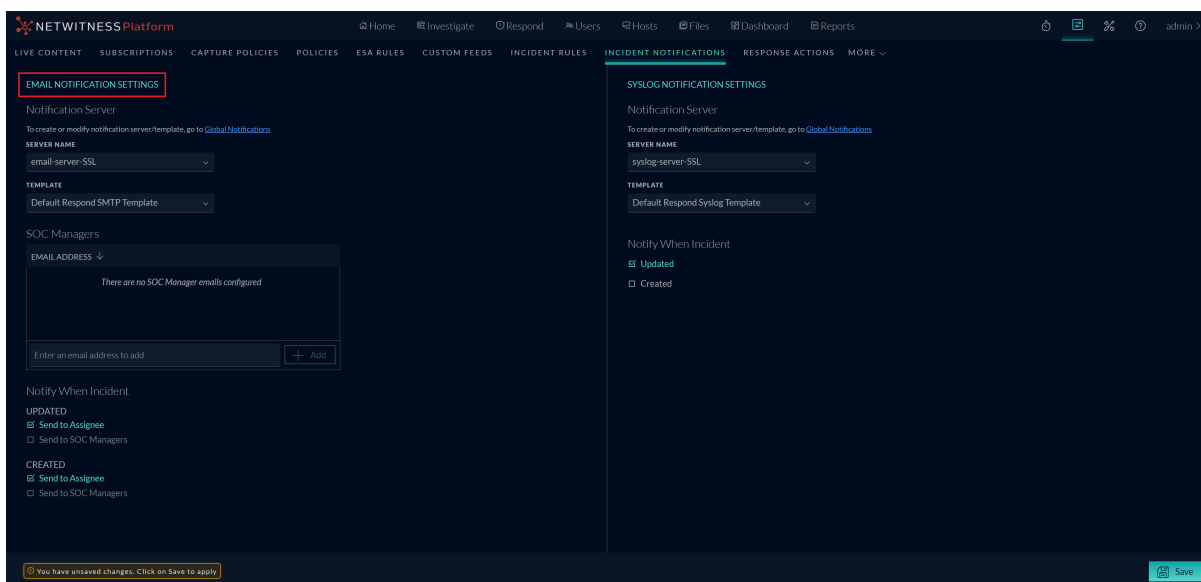 NETWITNESS Platform
Home Investigate Respond Users Hosts Files Dashboard Reports admin >
LIVE CONTENT SUBSCRIPTIONS CAPTURE POLICIES POLICIES ESA RULES CUSTOM FEEDS INCIDENT RULES INCIDENT NOTIFICATIONS RESPONSE ACTIONS MORE
EMAIL NOTIFICATION SETTINGS
Notification Server
To create or modify notification server/template, go to Global Notifications
SERVER NAME
email-server-SSL
TEMPLATE
Default Respond SMTP Template
SOC Managers
EMAIL ADDRESS ↓
There are no SOC Manager emails configured
Enter an email address to add
+ Add
Notify When Incident
UPDATED
Send to Assignee
Send to SOC Managers
CREATED
Send to Assignee
Send to SOC Managers
SYSLOG NOTIFICATION SETTINGS
Notification Server
To create or modify notification server/template, go to Global Notifications
SERVER NAME
syslog-server-SSL
TEMPLATE
Default Respond Syslog Template
Notify When Incident
Updated
Created
You have unsaved changes. Click on Save to apply
Save